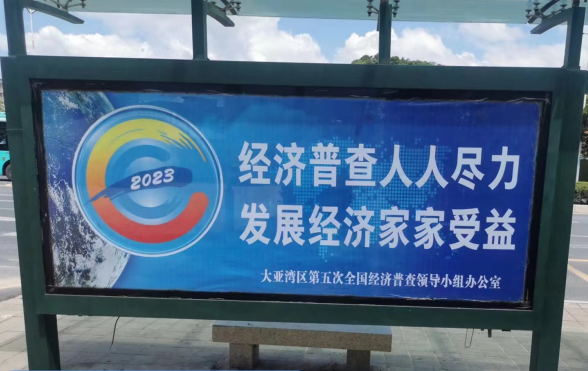 2023
经济普查人人尽力
发展经济家家受益
大亚湾区第五次全国经济普查领导小组办公室